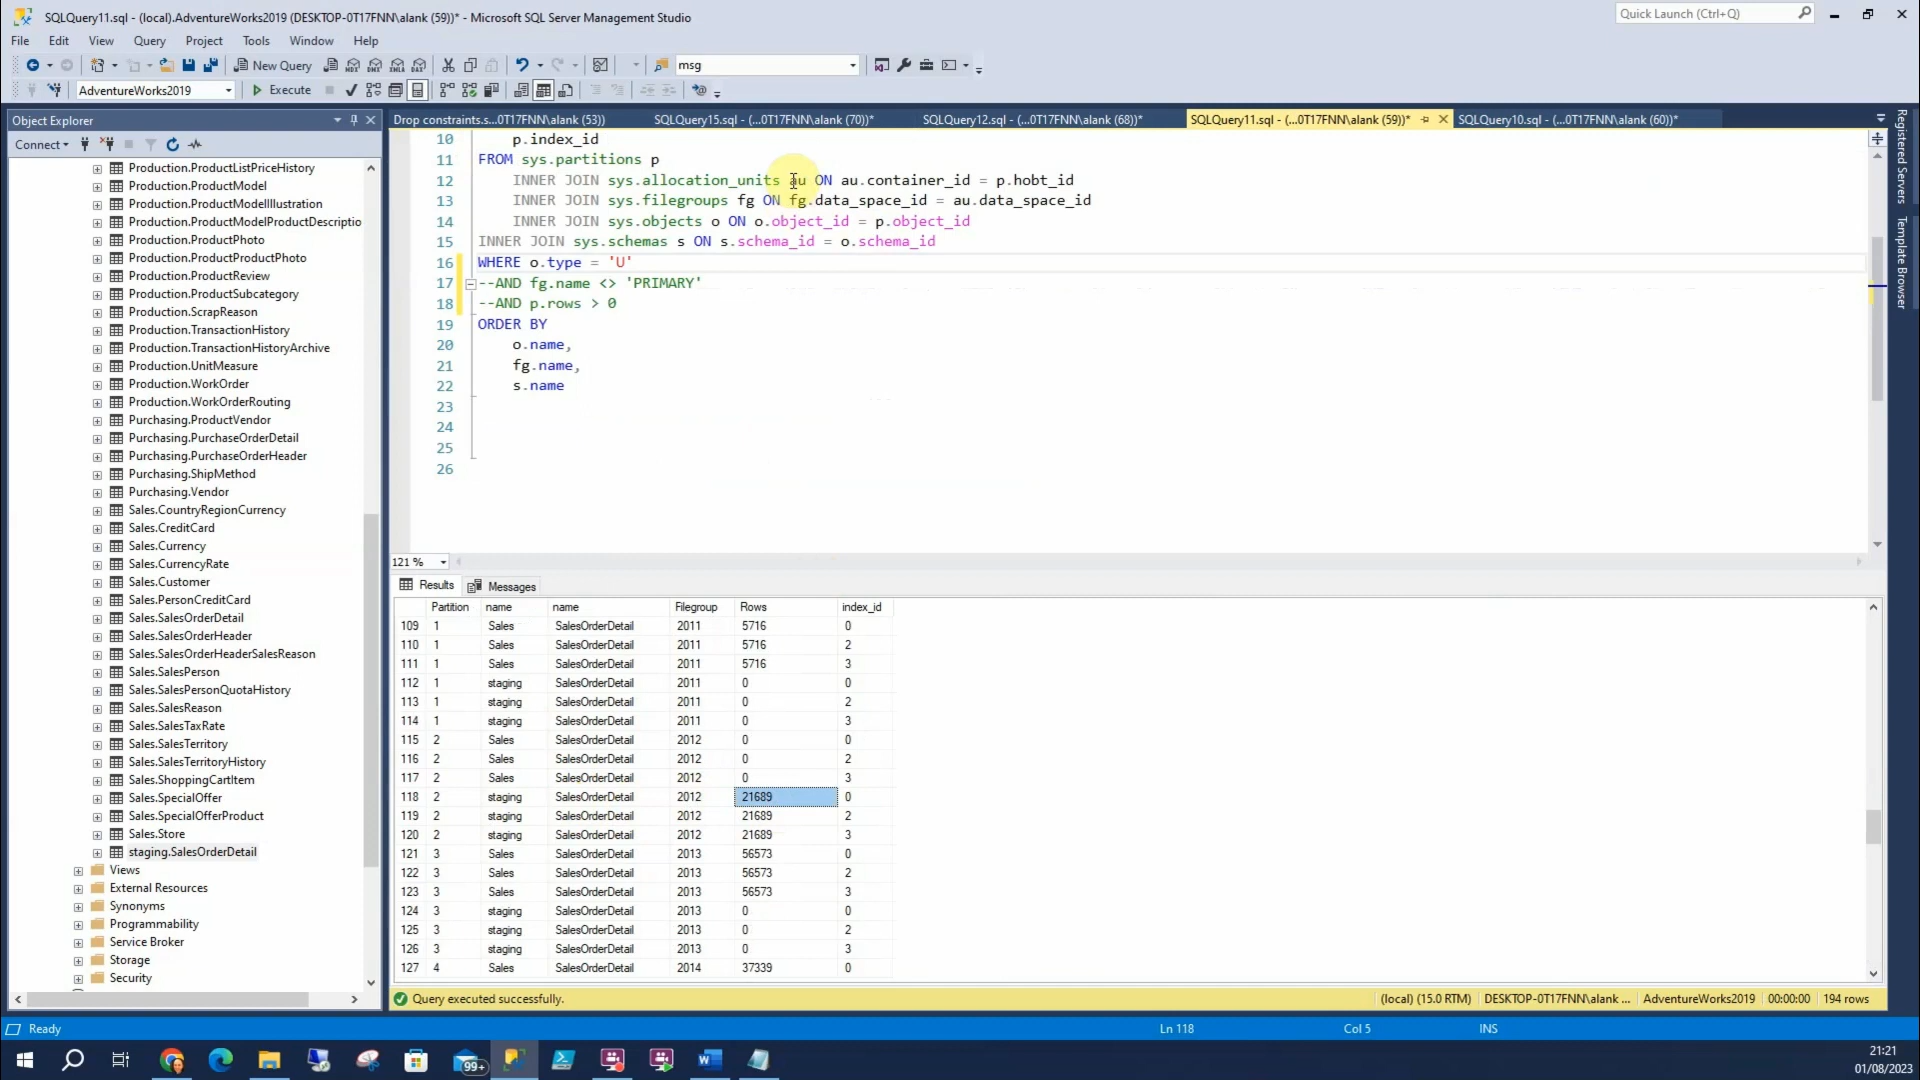 SQLQuery11.sql - (local).AdventureWorks2019 (DESKTOP-0T17FNN\alank (59))* - Microsoft SQL Server Management Studio
Quick Launch (Ctrl+Q)
File Edit View Query Project Tools Window Help
New Query
msg
AdventureWorks2019
Execute
Object Explorer
Connect
Production.ProductListPriceHistory
Production.ProductModel
Production.ProductModelIllustration
Production.ProductModelProductDescriptio
Production.ProductPhoto
Production.ProductProductPhoto
Production.ProductReview
Production.ProductSubcategory
Production.ScrapReason
Production.TransactionHistory
Production.TransactionHistoryArchive
Production.UnitMeasure
Production.WorkOrder
Production.WorkOrderRouting
Purchasing.ProductVendor
Purchasing.PurchaseOrderDetail
Purchasing.PurchaseOrderHeader
Purchasing.ShipMethod
Purchasing.Vendor
Sales.CountryRegionCurrency
Sales.CreditCard
Sales.Currency
Sales.CurrencyRate
Sales.Customer
Sales.PersonCreditCard
Sales.SalesOrderDetail
Sales.SalesOrderHeader
Sales.SalesOrderHeaderSalesReason
Sales.SalesPerson
Sales.SalesPersonQuotaHistory
Sales.SalesReason
Sales.SalesTaxRate
Sales.SalesTerritory
Sales.SalesTerritoryHistory
Sales.ShoppingCartItem
Sales.SpecialOffer
Sales.SpecialOfferProduct
Sales.Store
staging.SalesOrderDetail
Views
External Resources
Synonyms
Programmability
Service Broker
Storage
Security
Drop constraints.s...0T17FNN\alank (53)) SQLQuery15.sql - (...0T17FNN\alank (70))* SQLQuery12.sql - (...0T17FNN\alank (68))* SQLQuery11.sql - (...0T17FNN\alank (59))* SQLQuery10.sql - (...0T17FNN\alank (60))*
10 p.index_id
11 FROM sys.partitions p
12 INNER JOIN sys.allocation_units au ON au.container_id = p.hobt_id
13 INNER JOIN sys.filegroups fg ON fg.data_space_id = au.data_space_id
14 INNER JOIN sys.objects o ON o.object_id = p.object_id
15 INNER JOIN sys.schemas s ON s.schema_id = o.schema_id
16 WHERE o.type = 'U'
17 --AND fg.name <> 'PRIMARY'
18 --AND p.rows > 0
19 ORDER BY
20 o.name,
21 fg.name,
22 s.name
23
24
25
26
121 %
Results Messages
Partition name name Filegroup Rows index_id
109 1 Sales SalesOrderDetail 2011 5716 0
110 1 Sales SalesOrderDetail 2011 5716 2
111 1 Sales SalesOrderDetail 2011 5716 3
112 1 staging SalesOrderDetail 2011 0 0
113 1 staging SalesOrderDetail 2011 0 2
114 1 staging SalesOrderDetail 2011 0 3
115 2 Sales SalesOrderDetail 2012 0 0
116 2 Sales SalesOrderDetail 2012 0 2
117 2 Sales SalesOrderDetail 2012 0 3
118 2 staging SalesOrderDetail 2012 21689 0
119 2 staging SalesOrderDetail 2012 21689 2
120 2 staging SalesOrderDetail 2012 21689 3
121 3 Sales SalesOrderDetail 2013 56573 0
122 3 Sales SalesOrderDetail 2013 56573 2
123 3 Sales SalesOrderDetail 2013 56573 3
124 3 staging SalesOrderDetail 2013 0 0
125 3 staging SalesOrderDetail 2013 0 2
126 3 staging SalesOrderDetail 2013 0 3
127 4 Sales SalesOrderDetail 2014 37339 0
Query executed successfully.
(local) (15.0 RTM) DESKTOP-0T17FNN\alank ... AdventureWorks2019 00:00:00 194 rows
Registered Servers
Template Browser
Ready
Ln 118 Col 5 INS
99+
21:21
01/08/2023